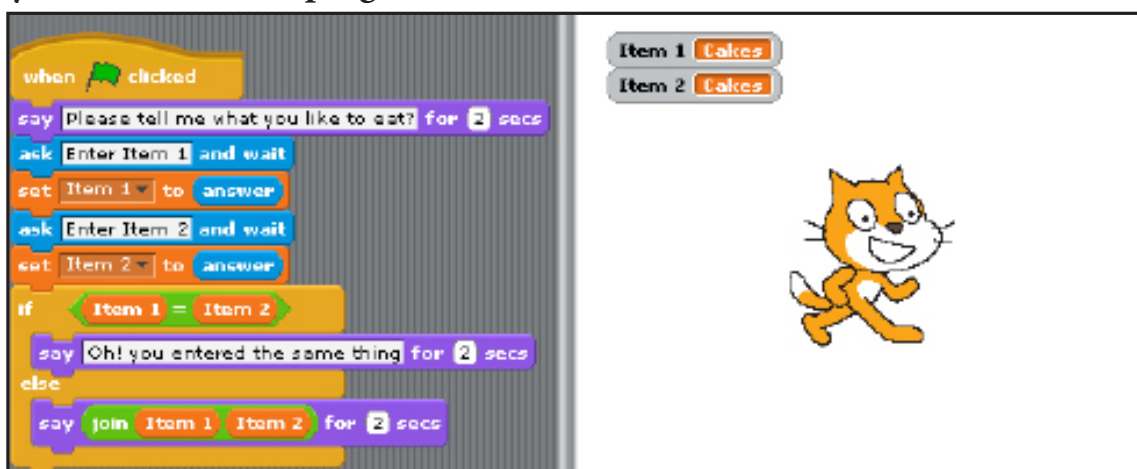 when clicked
say Please tell me what you like to eat? for 2 secs
ask Enter Item 1 and wait
set Item 1 to answer
ask Enter Item 2 and wait
set Item 2 to answer
if Item 1 = Item 2
say Oh! you entered the same thing for 2 secs
else
say join Item 1 Item 2 for 2 secs
Item 1 Cakes
Item 2 Cakes